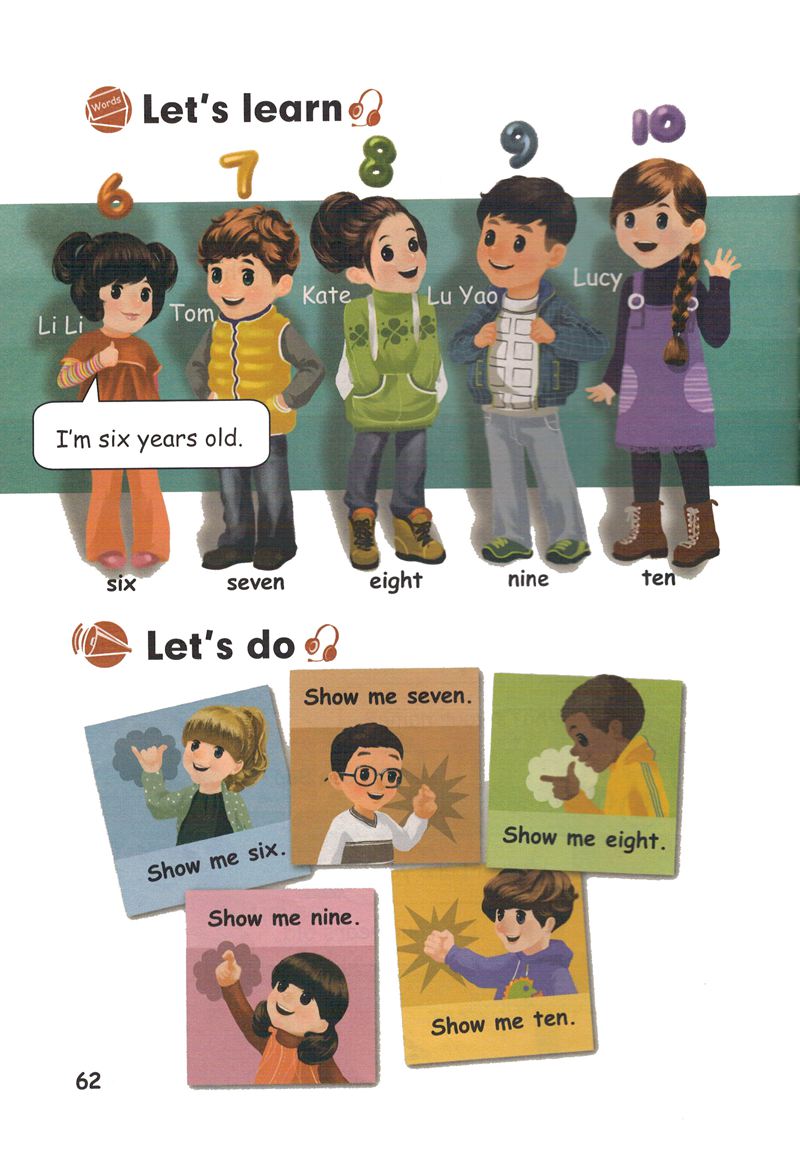 Words
Let's learn
6
7
8
9
10
Li Li
Tom
Kate
Lu Yao
Lucy
I'm six years old.
six
seven
eight
nine
ten
Let's do
Show me six.
Show me seven.
Show me eight.
Show me nine.
Show me ten.
62